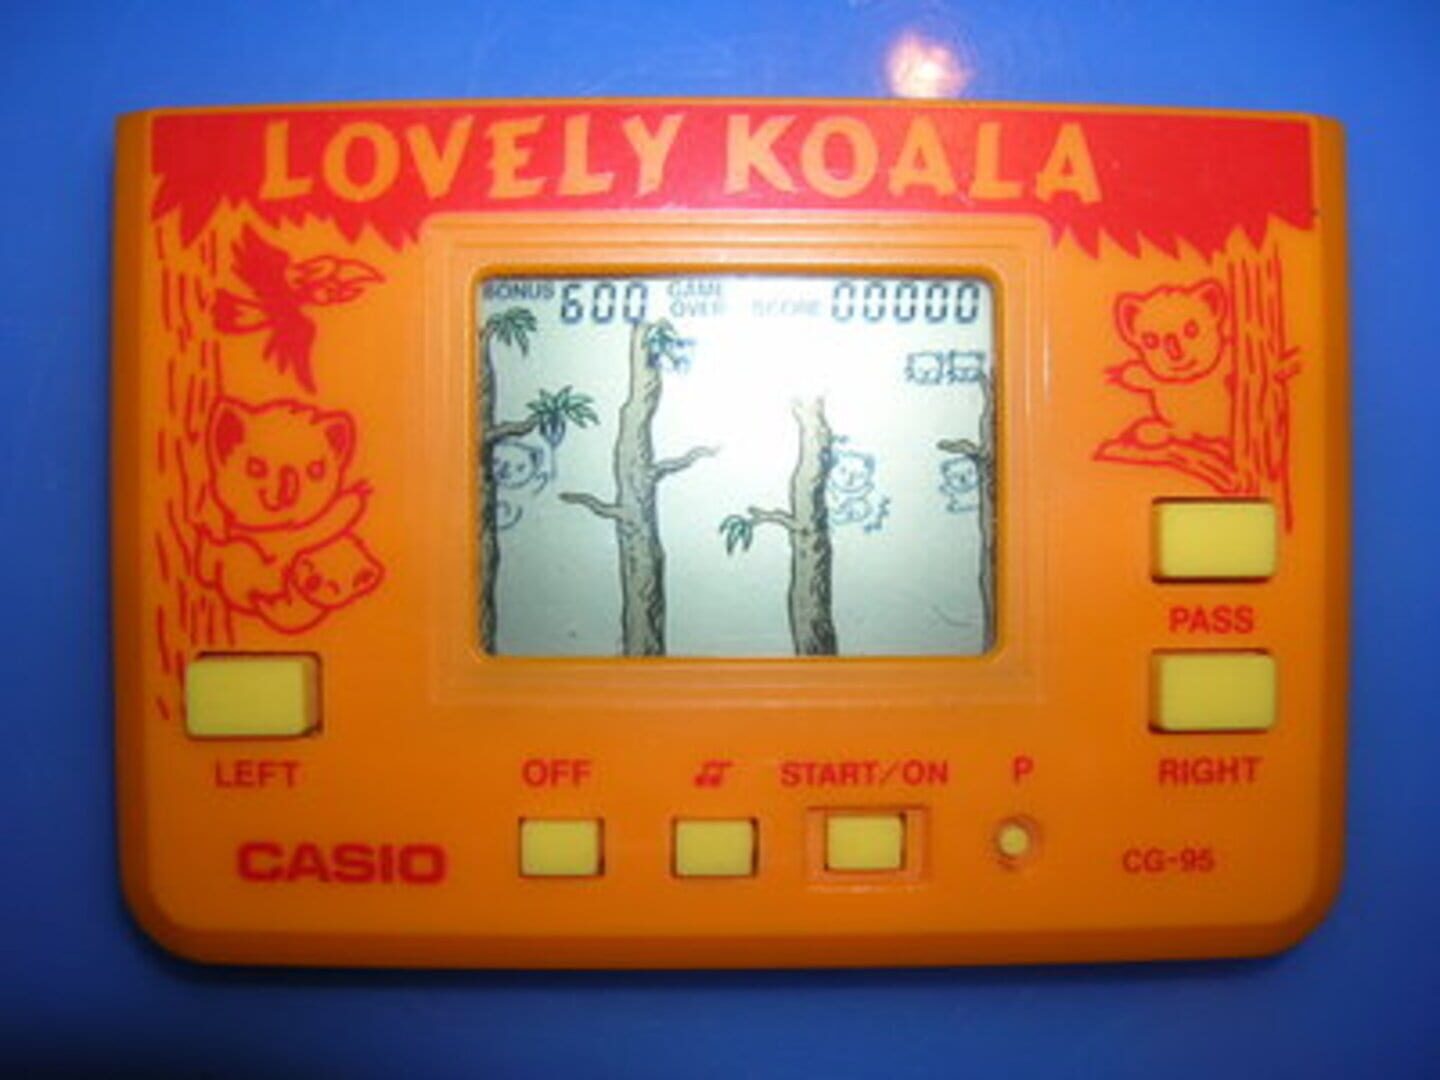 LOVELY KOALA
BONUS 600 GAME OVER SCORE 00000
PASS
LEFT
RIGHT
OFF
START/ON
P
CASIO
CG-95